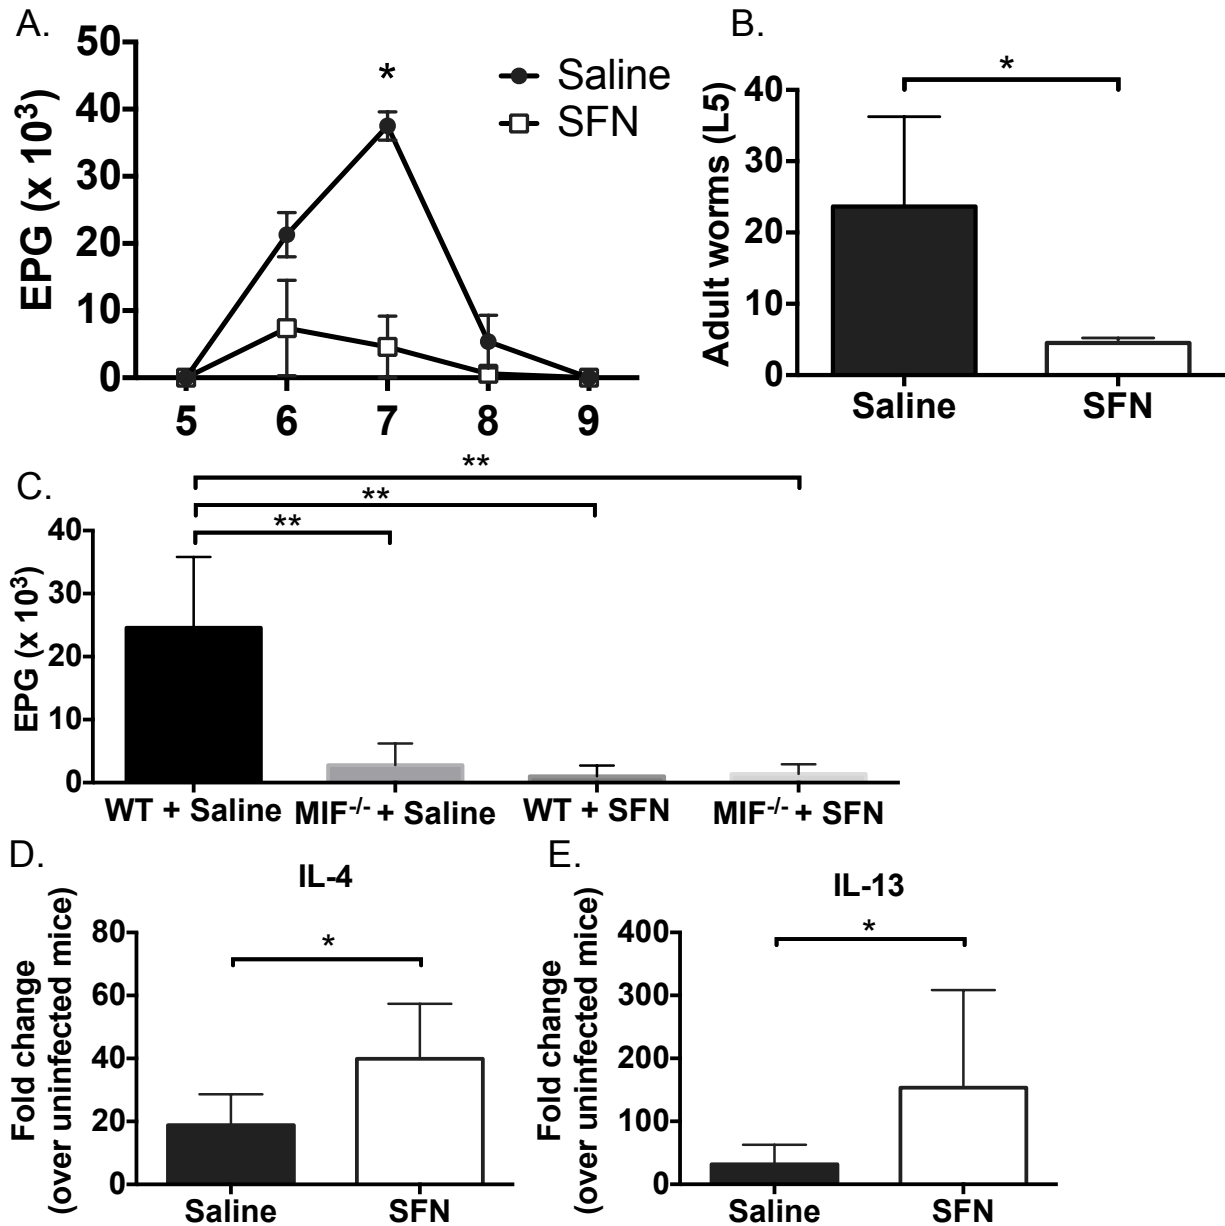 A.
EPG (x 10³)
50
40
30
20
10
0
*
Saline
SFN
5 6 7 8 9
B.
Adult worms (L5)
40
30
20
10
0
*
Saline SFN
C.
EPG (x 10³)
40
30
20
10
0
**
**
**
WT + Saline MIF⁻/⁻ + Saline WT + SFN MIF⁻/⁻ + SFN
D.
IL-4
Fold change
(over uninfected mice)
80
60
40
20
0
*
Saline SFN
E.
IL-13
Fold change
(over uninfected mice)
400
300
200
100
0
*
Saline SFN